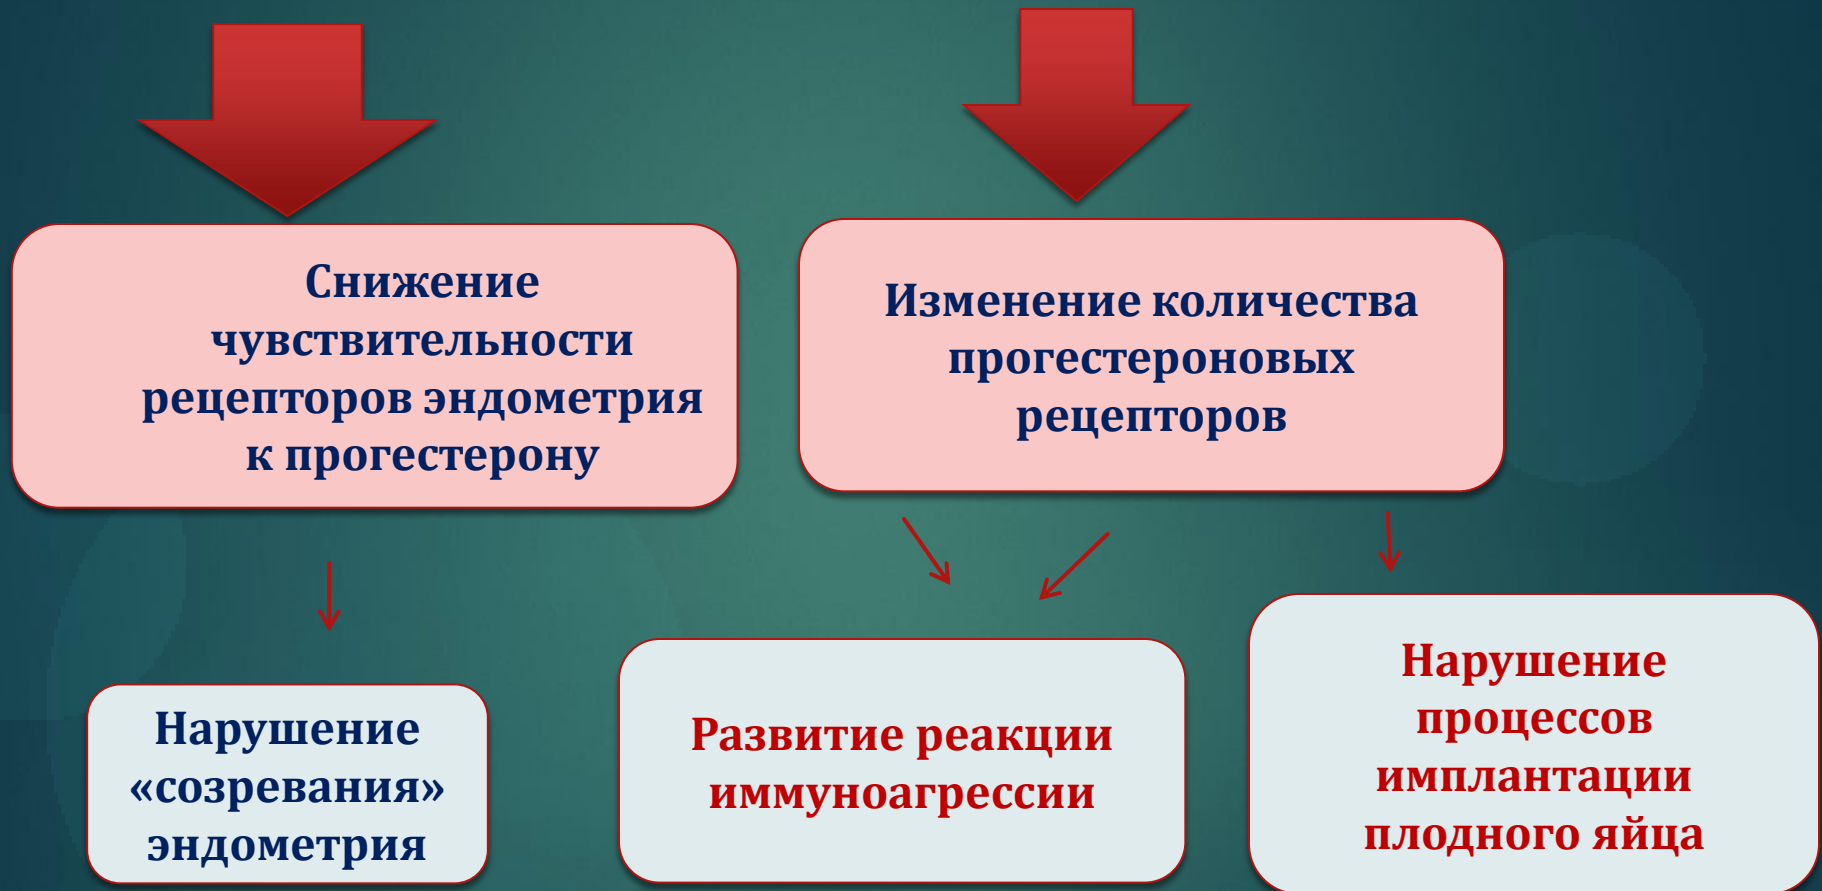 Снижение
чувствительности
рецепторов эндометрия
к прогестерону
Изменение количества
прогестероновых
рецепторов
Нарушение
«созревания»
эндометрия
Развитие реакции
иммуноагрессии
Нарушение
процессов
имплантации
плодного яйца